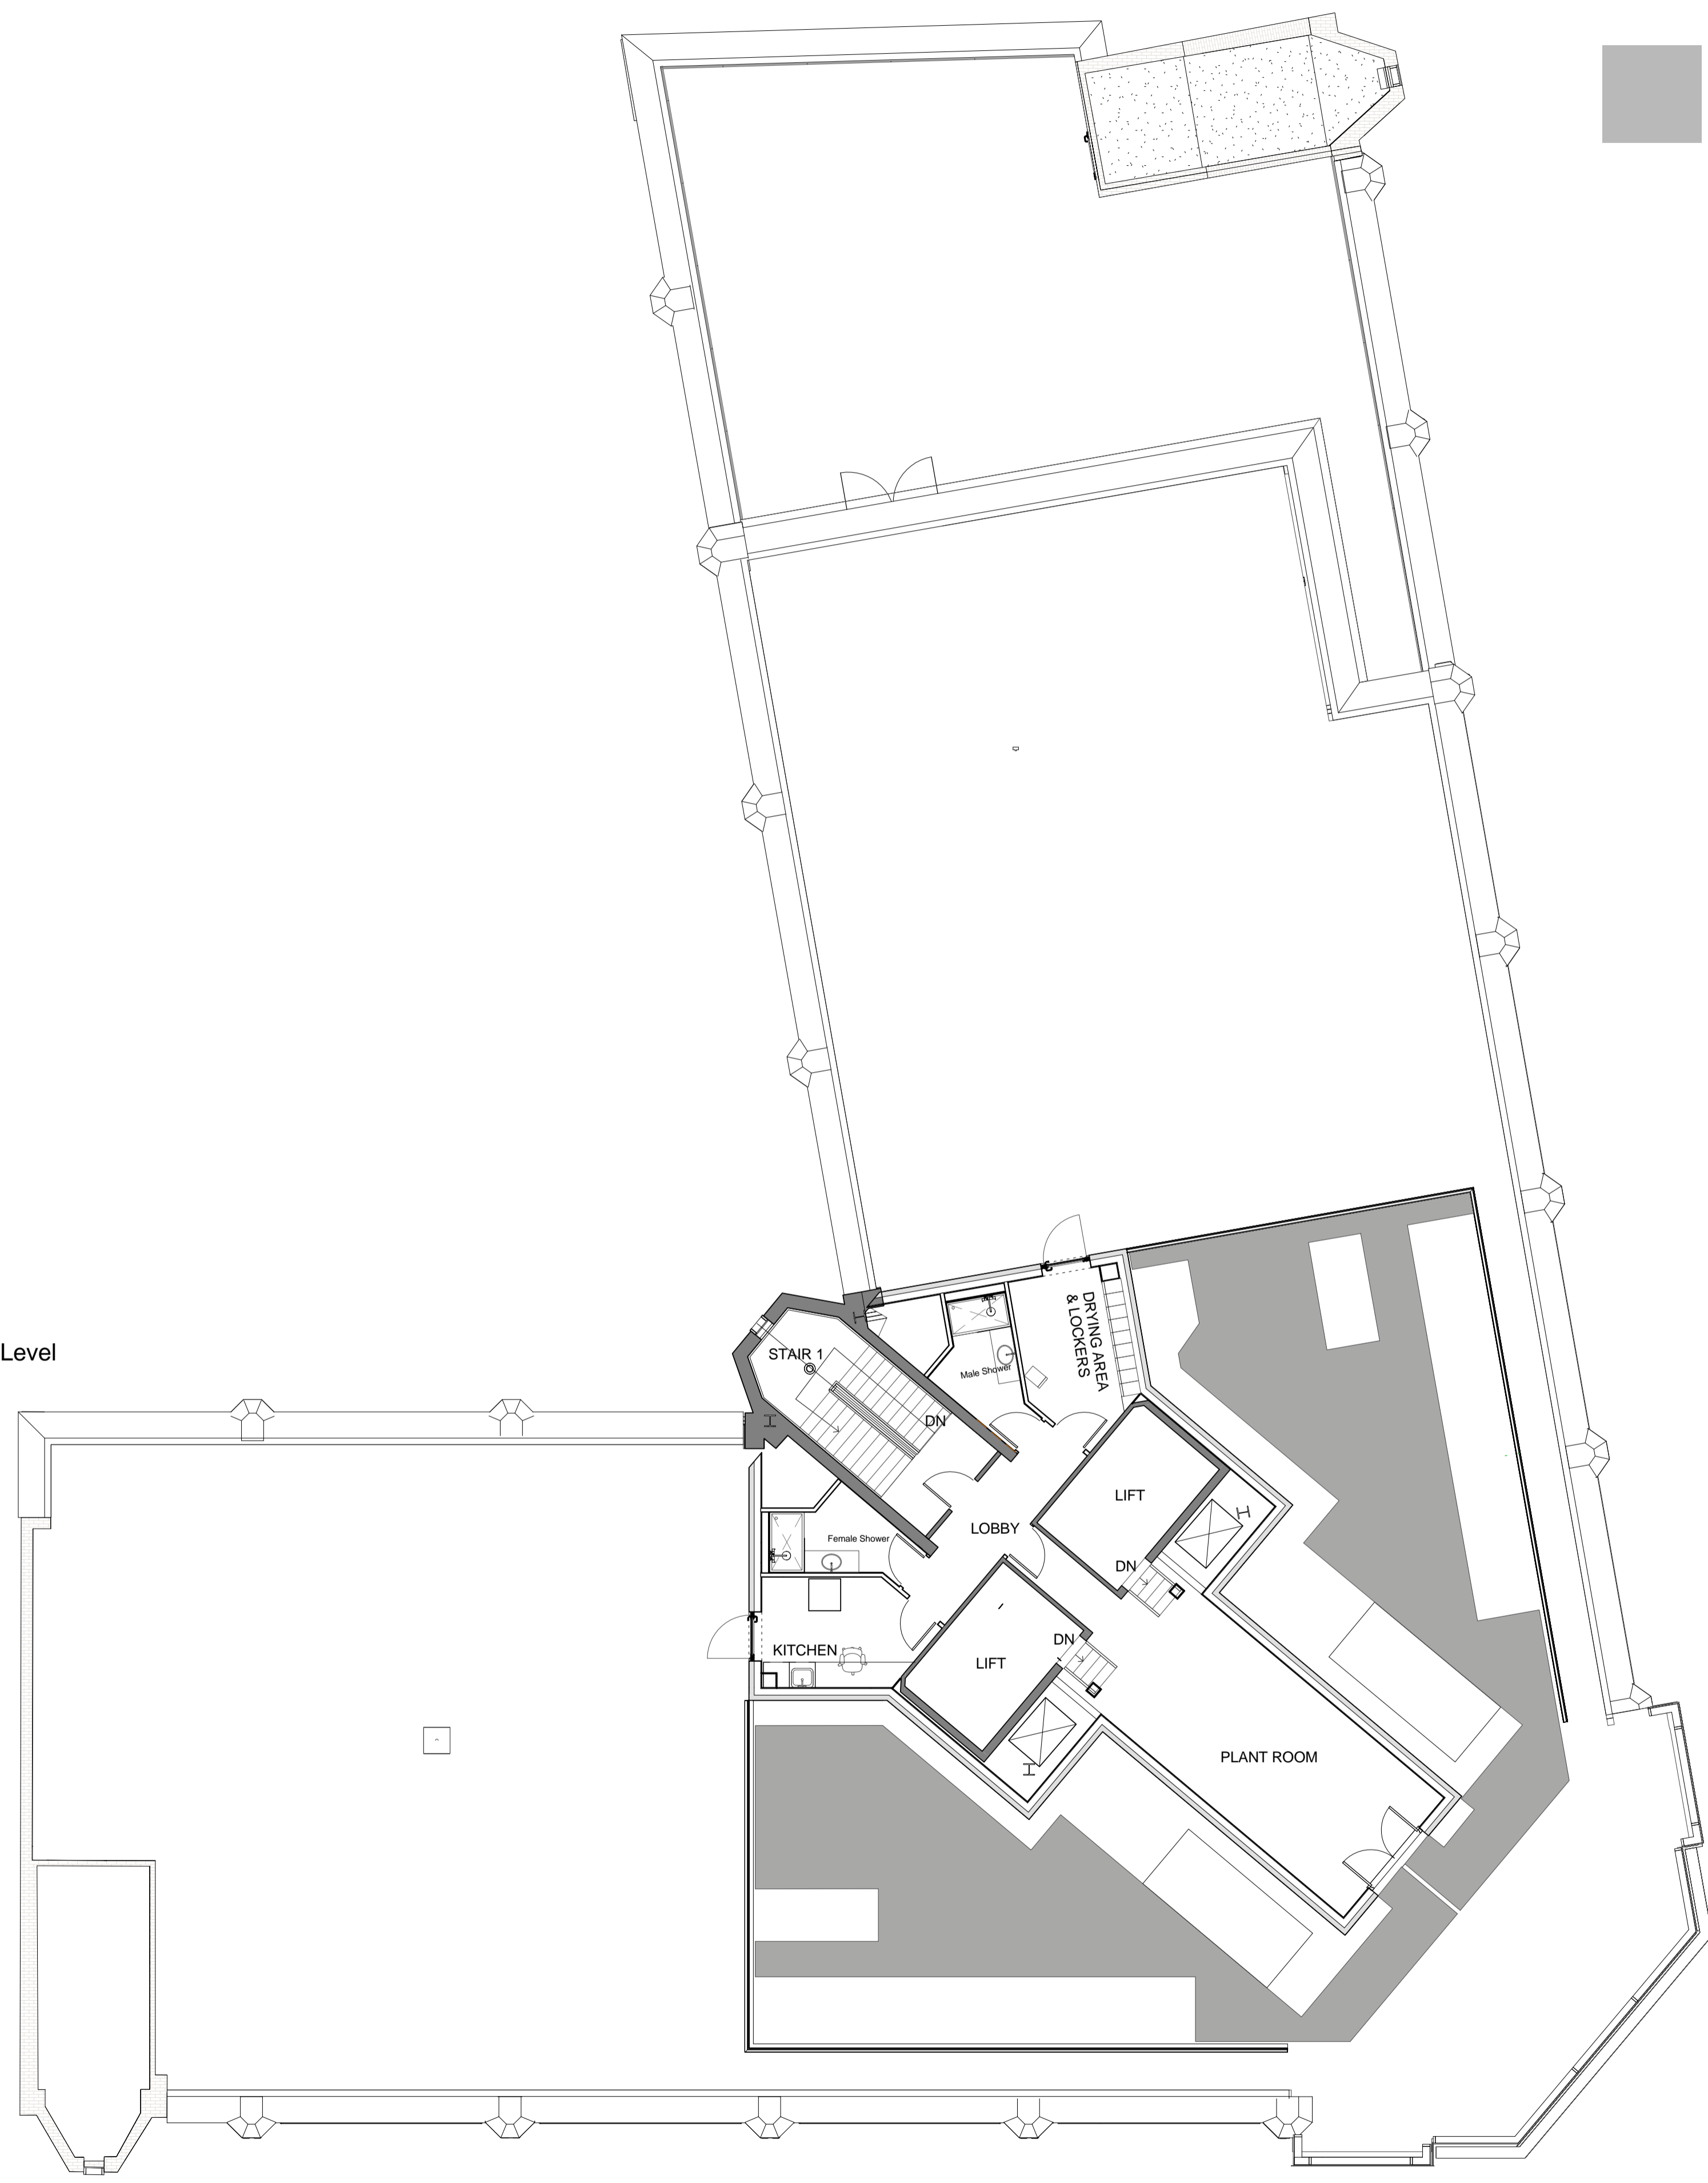 DRYING AREA
& LOCKERS
Level
STAIR 1
Male Shower
DN
LIFT
LOBBY
Female Shower
DN
DN
KITCHEN
LIFT
PLANT ROOM